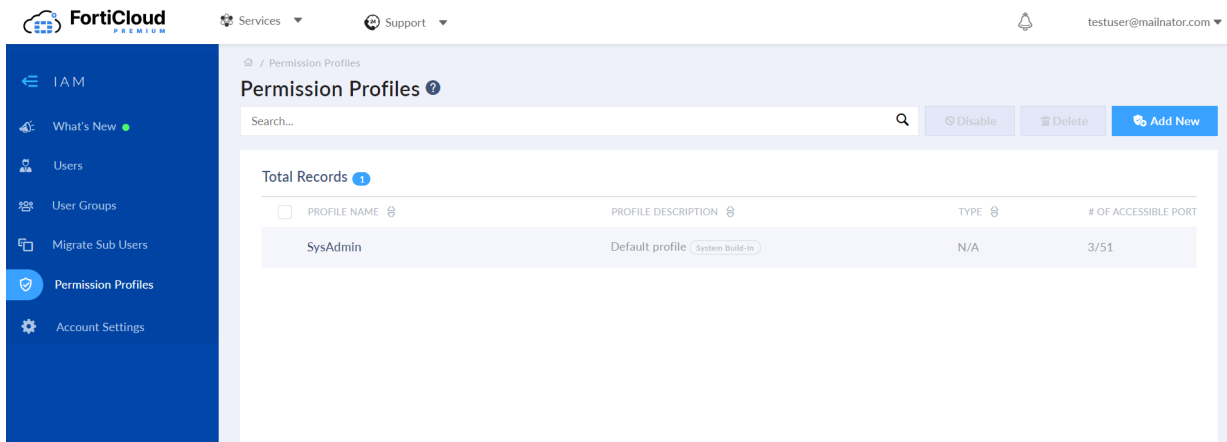 FortiCloud
PREMIUM
Services
24
Support
testuser@mailnator.com
IAM
What's New
Users
User Groups
Migrate Sub Users
Permission Profiles
Account Settings
/ Permission Profiles
Permission Profiles ?
Search...
Disable
Delete
Add New
Total Records 1
PROFILE NAME
PROFILE DESCRIPTION
TYPE
# OF ACCESSIBLE PORT
SysAdmin
Default profile System Build-In
N/A
3/51